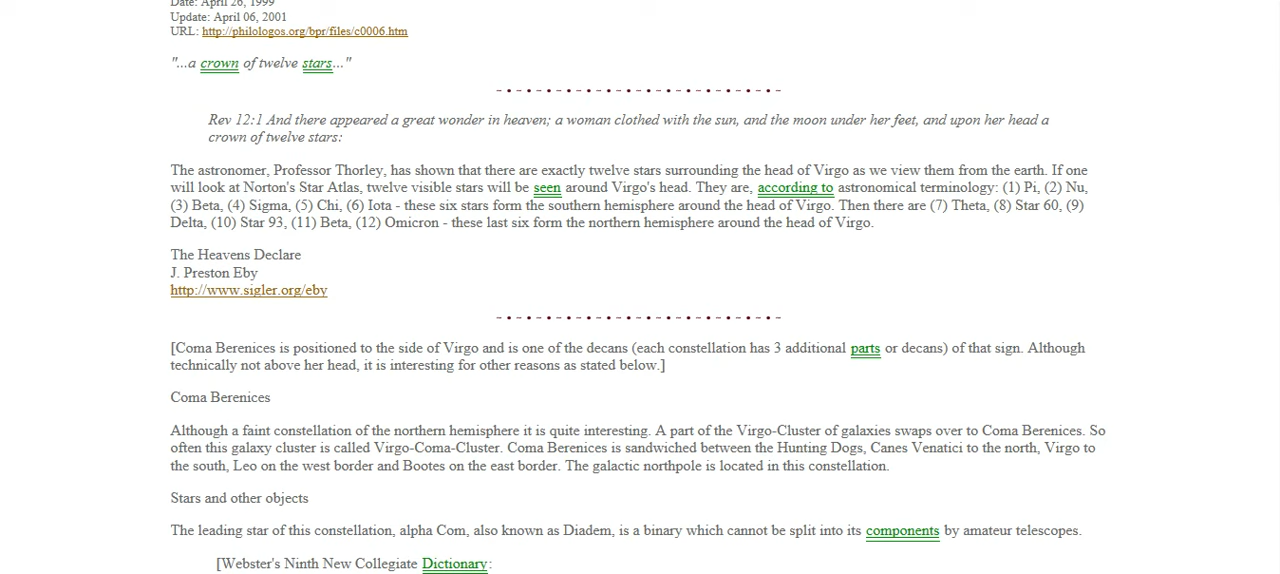 Date: April 26, 1999
Update: April 06, 2001
URL: http://philologos.org/bpr/files/c0006.htm
"...a crown of twelve stars..."
Rev 12:1 And there appeared a great wonder in heaven; a woman clothed with the sun, and the moon under her feet, and upon her head a
crown of twelve stars:
The astronomer, Professor Thorley, has shown that there are exactly twelve stars surrounding the head of Virgo as we view them from the earth. If one
will look at Norton's Star Atlas, twelve visible stars will be seen around Virgo's head. They are, according to astronomical terminology: (1) Pi, (2) Nu,
(3) Beta, (4) Sigma, (5) Chi, (6) Iota - these six stars form the southern hemisphere around the head of Virgo. Then there are (7) Theta, (8) Star 60, (9)
Delta, (10) Star 93, (11) Beta, (12) Omicron - these last six form the northern hemisphere around the head of Virgo.
The Heavens Declare
J. Preston Eby
http://www.sigler.org/eby
[Coma Berenices is positioned to the side of Virgo and is one of the decans (each constellation has 3 additional parts or decans) of that sign. Although
technically not above her head, it is interesting for other reasons as stated below.]
Coma Berenices
Although a faint constellation of the northern hemisphere it is quite interesting. A part of the Virgo-Cluster of galaxies swaps over to Coma Berenices. So
often this galaxy cluster is called Virgo-Coma-Cluster. Coma Berenices is sandwiched between the Hunting Dogs, Canes Venatici to the north, Virgo to
the south, Leo on the west border and Bootes on the east border. The galactic northpole is located in this constellation.
Stars and other objects
The leading star of this constellation, alpha Com, also known as Diadem, is a binary which cannot be split into its components by amateur telescopes.
[Webster's Ninth New Collegiate Dictionary: